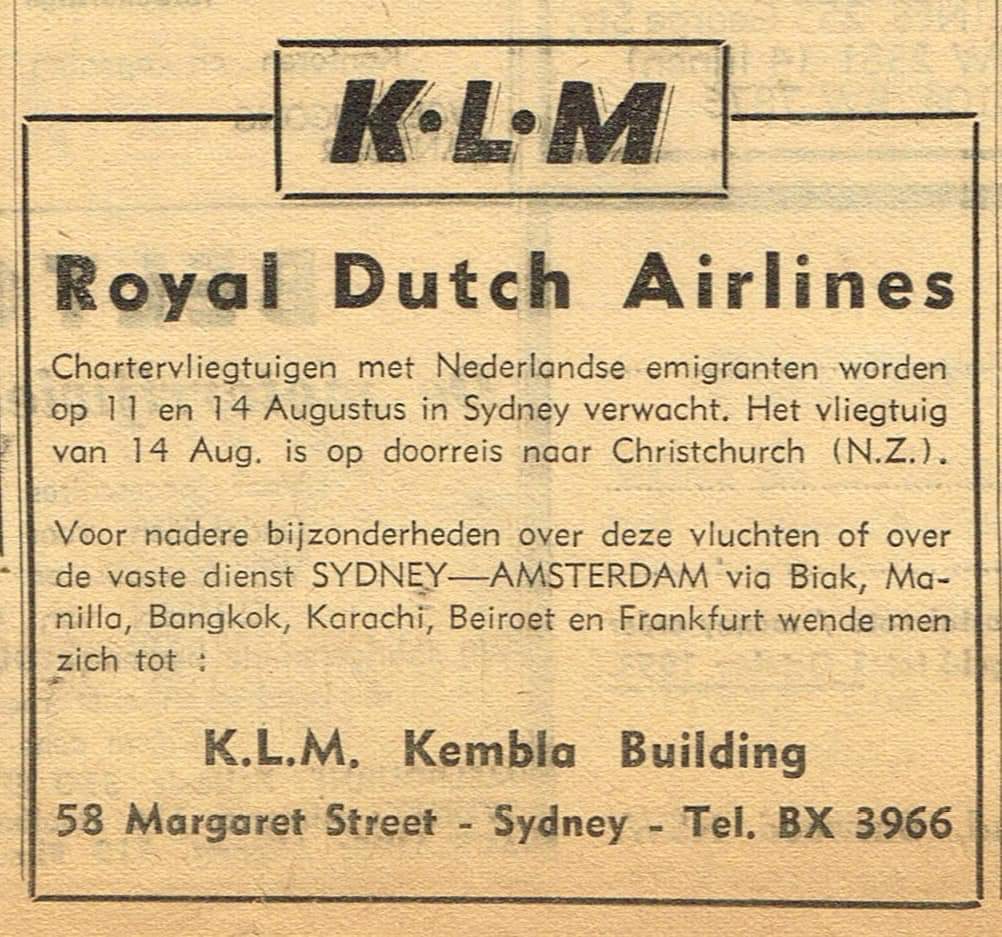 K·L·M
Royal Dutch Airlines
Chartervliegtuigen met Nederlandse emigranten worden
op 11 en 14 Augustus in Sydney verwacht. Het vliegtuig
van 14 Aug. is op doorreis naar Christchurch (N.Z.).
Voor nadere bijzonderheden over deze vluchten of over
de vaste dienst SYDNEY—AMSTERDAM via Biak, Ma-
nilla, Bangkok, Karachi, Beiroet en Frankfurt wende men
zich tot :
K.L.M. Kembla Building
58 Margaret Street - Sydney - Tel. BX 3966